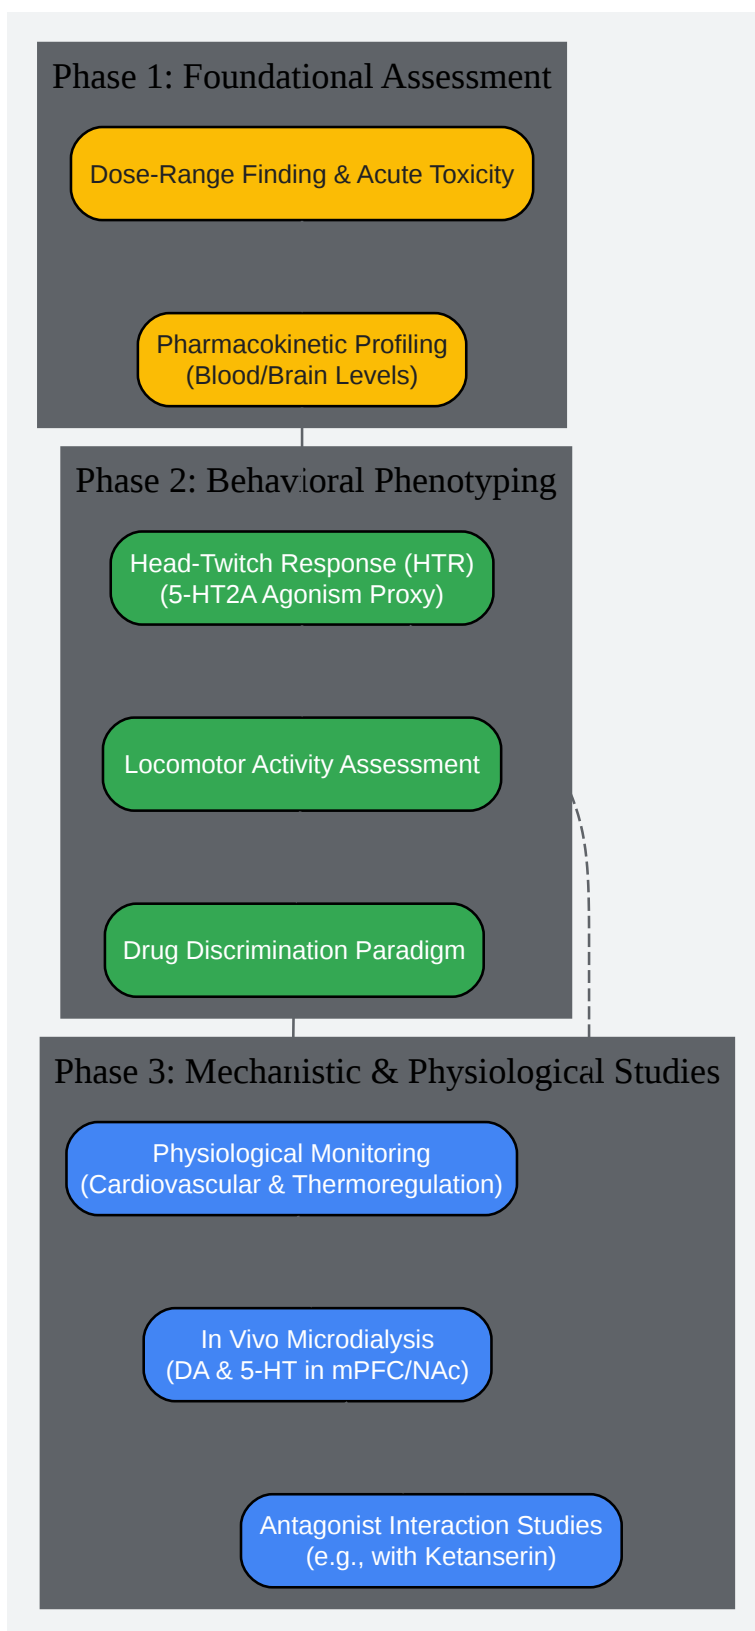 Phase 1: Foundational Assessment
Dose-Range Finding & Acute Toxicity
Pharmacokinetic Profiling
(Blood/Brain Levels)
Phase 2: Behavioral Phenotyping
Head-Twitch Response (HTR)
(5-HT2A Agonism Proxy)
Locomotor Activity Assessment
Drug Discrimination Paradigm
Phase 3: Mechanistic & Physiological Studies
Physiological Monitoring
(Cardiovascular & Thermoregulation)
In Vivo Microdialysis
(DA & 5-HT in mPFC/NAc)
Antagonist Interaction Studies
(e.g., with Ketanserin)